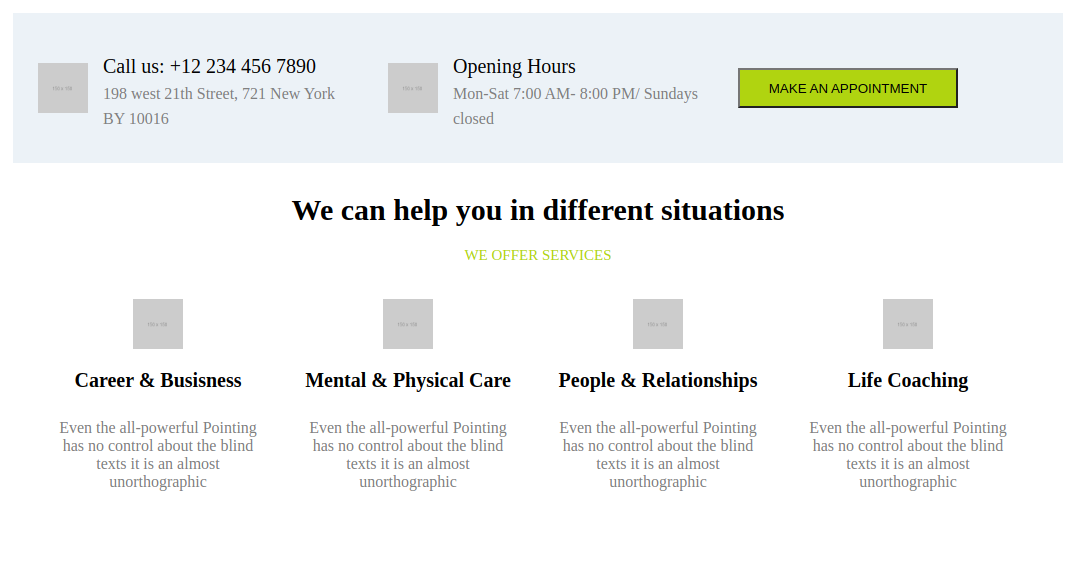 Call us: +12 234 456 7890
198 west 21th Street, 721 New York
BY 10016
Opening Hours
Mon-Sat 7:00 AM- 8:00 PM/ Sundays
closed
MAKE AN APPOINTMENT
We can help you in different situations
WE OFFER SERVICES
Career & Busisness
Even the all-powerful Pointing
has no control about the blind
texts it is an almost
unorthographic
Mental & Physical Care
Even the all-powerful Pointing
has no control about the blind
texts it is an almost
unorthographic
People & Relationships
Even the all-powerful Pointing
has no control about the blind
texts it is an almost
unorthographic
Life Coaching
Even the all-powerful Pointing
has no control about the blind
texts it is an almost
unorthographic